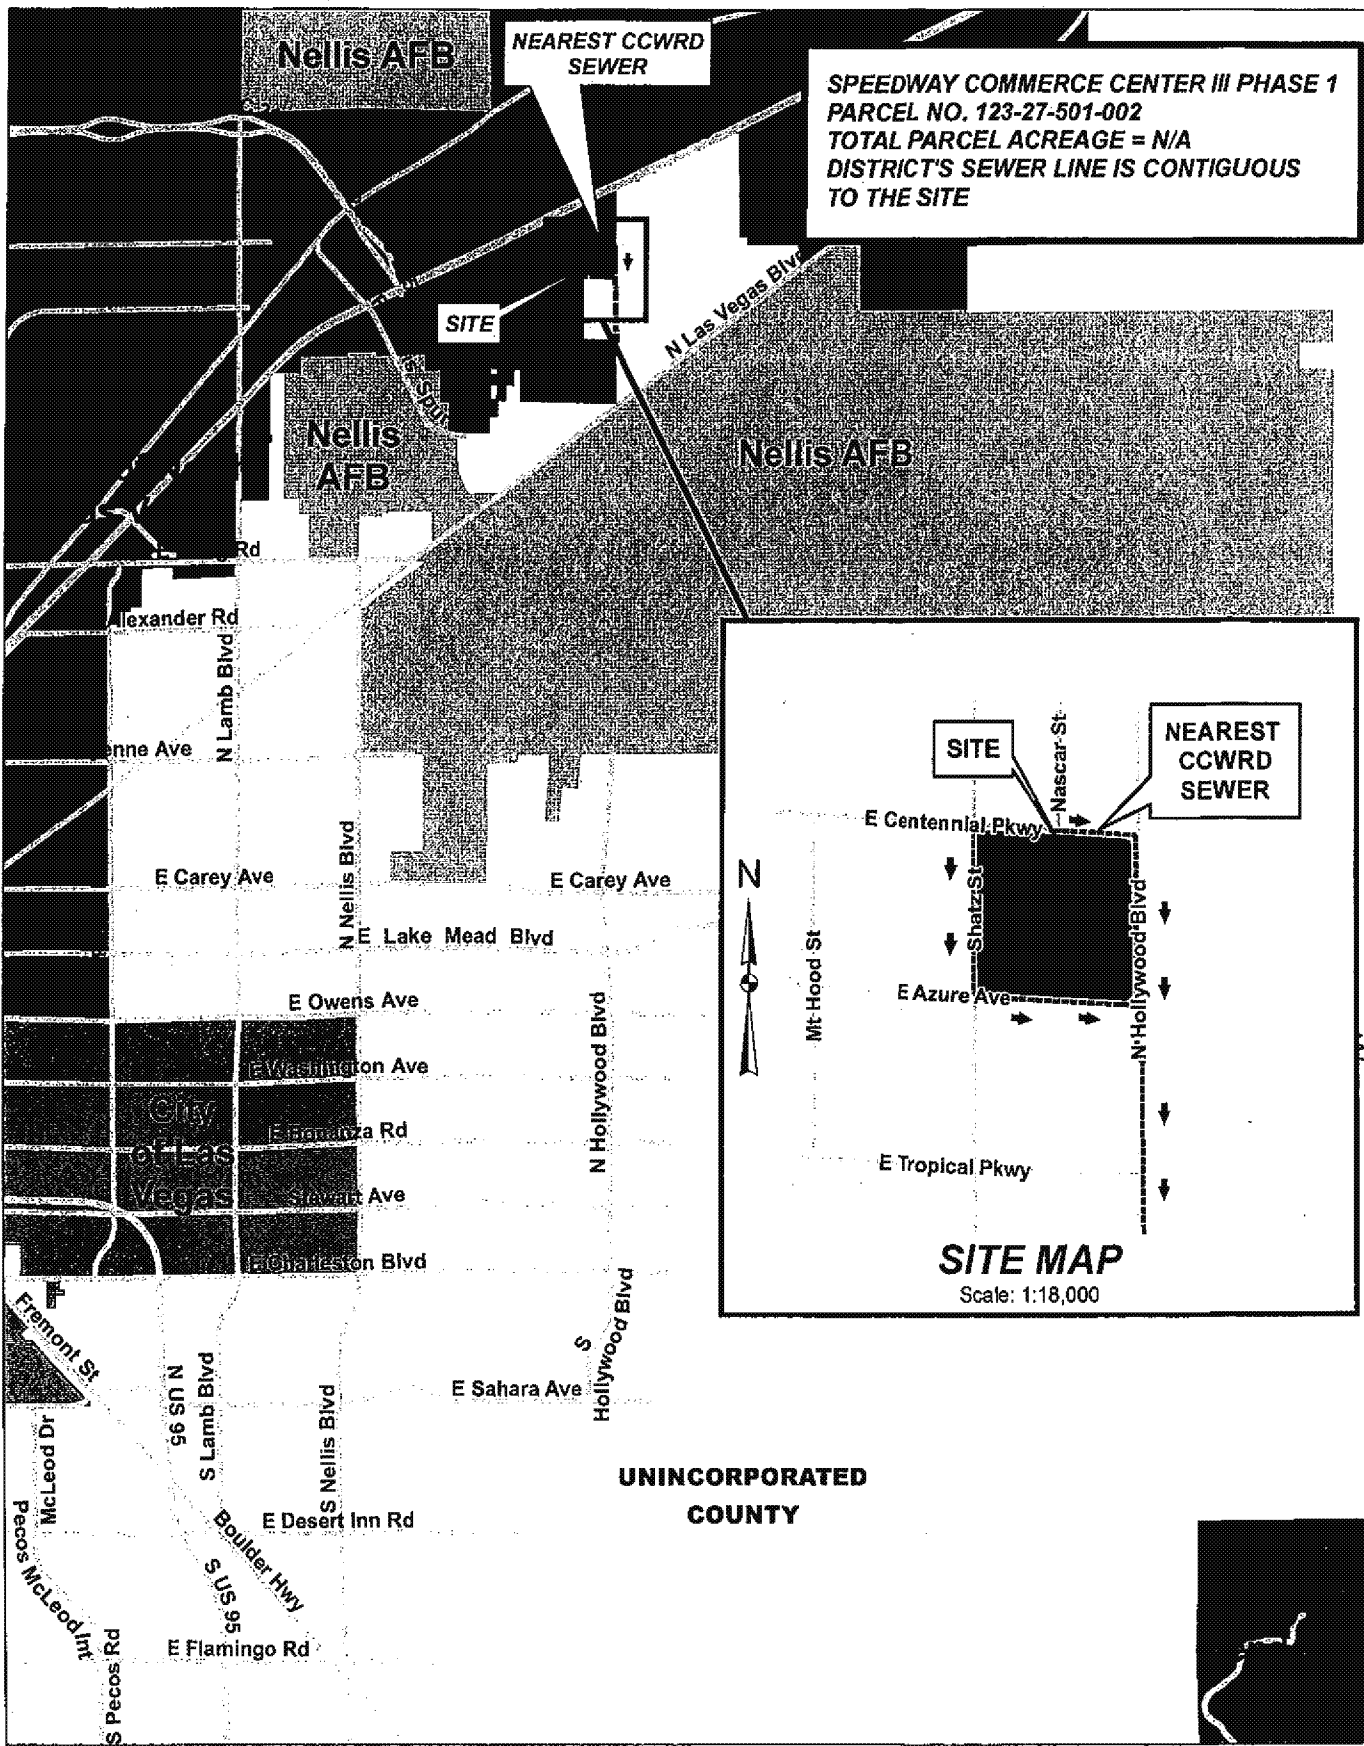 Nellis AFB
NEAREST CCWRD
SEWER
SPEEDWAY COMMERCE CENTER III PHASE 1
PARCEL NO. 123-27-501-002
TOTAL PARCEL ACREAGE = N/A
DISTRICT'S SEWER LINE IS CONTIGUOUS
TO THE SITE
SITE
N Las Vegas Blvd
Nellis
AFB
Nellis AFB
Rd
Alexander Rd
N Lamb Blvd
enne Ave
N Nellis Blvd
E Carey Ave
E Carey Ave
E Lake Mead Blvd
E Owens Ave
N Hollywood Blvd
E Washington Ave
City
of Las
Vegas
E Bonanza Rd
Stewart Ave
E Charleston Blvd
Fremont St
N US 95
S Lamb Blvd
S Nellis Blvd
E Sahara Ave
S
Hollywood Blvd
McLeod Dr
Pecos McLeod Int
Boulder Hwy
E Desert Inn Rd
S US 95
E Flamingo Rd
S Pecos Rd
UNINCORPORATED
COUNTY
SITE
Nascar St
NEAREST
CCWRD
SEWER
E Centennial Pkwy
N
Mt Hood St
Shatz St
N Hollywood Blvd
E Azure Ave
E Tropical Pkwy
SITE MAP
Scale: 1:18,000